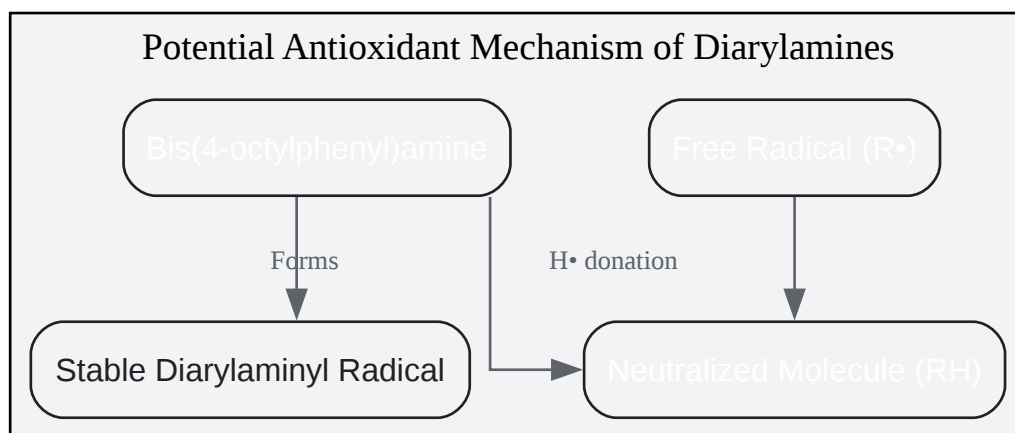 Potential Antioxidant Mechanism of Diarylamines
Bis(4-octylphenyl)amine
Free Radical (R•)
Forms
H• donation
Stable Diarylaminyl Radical
Neutralized Molecule (RH)